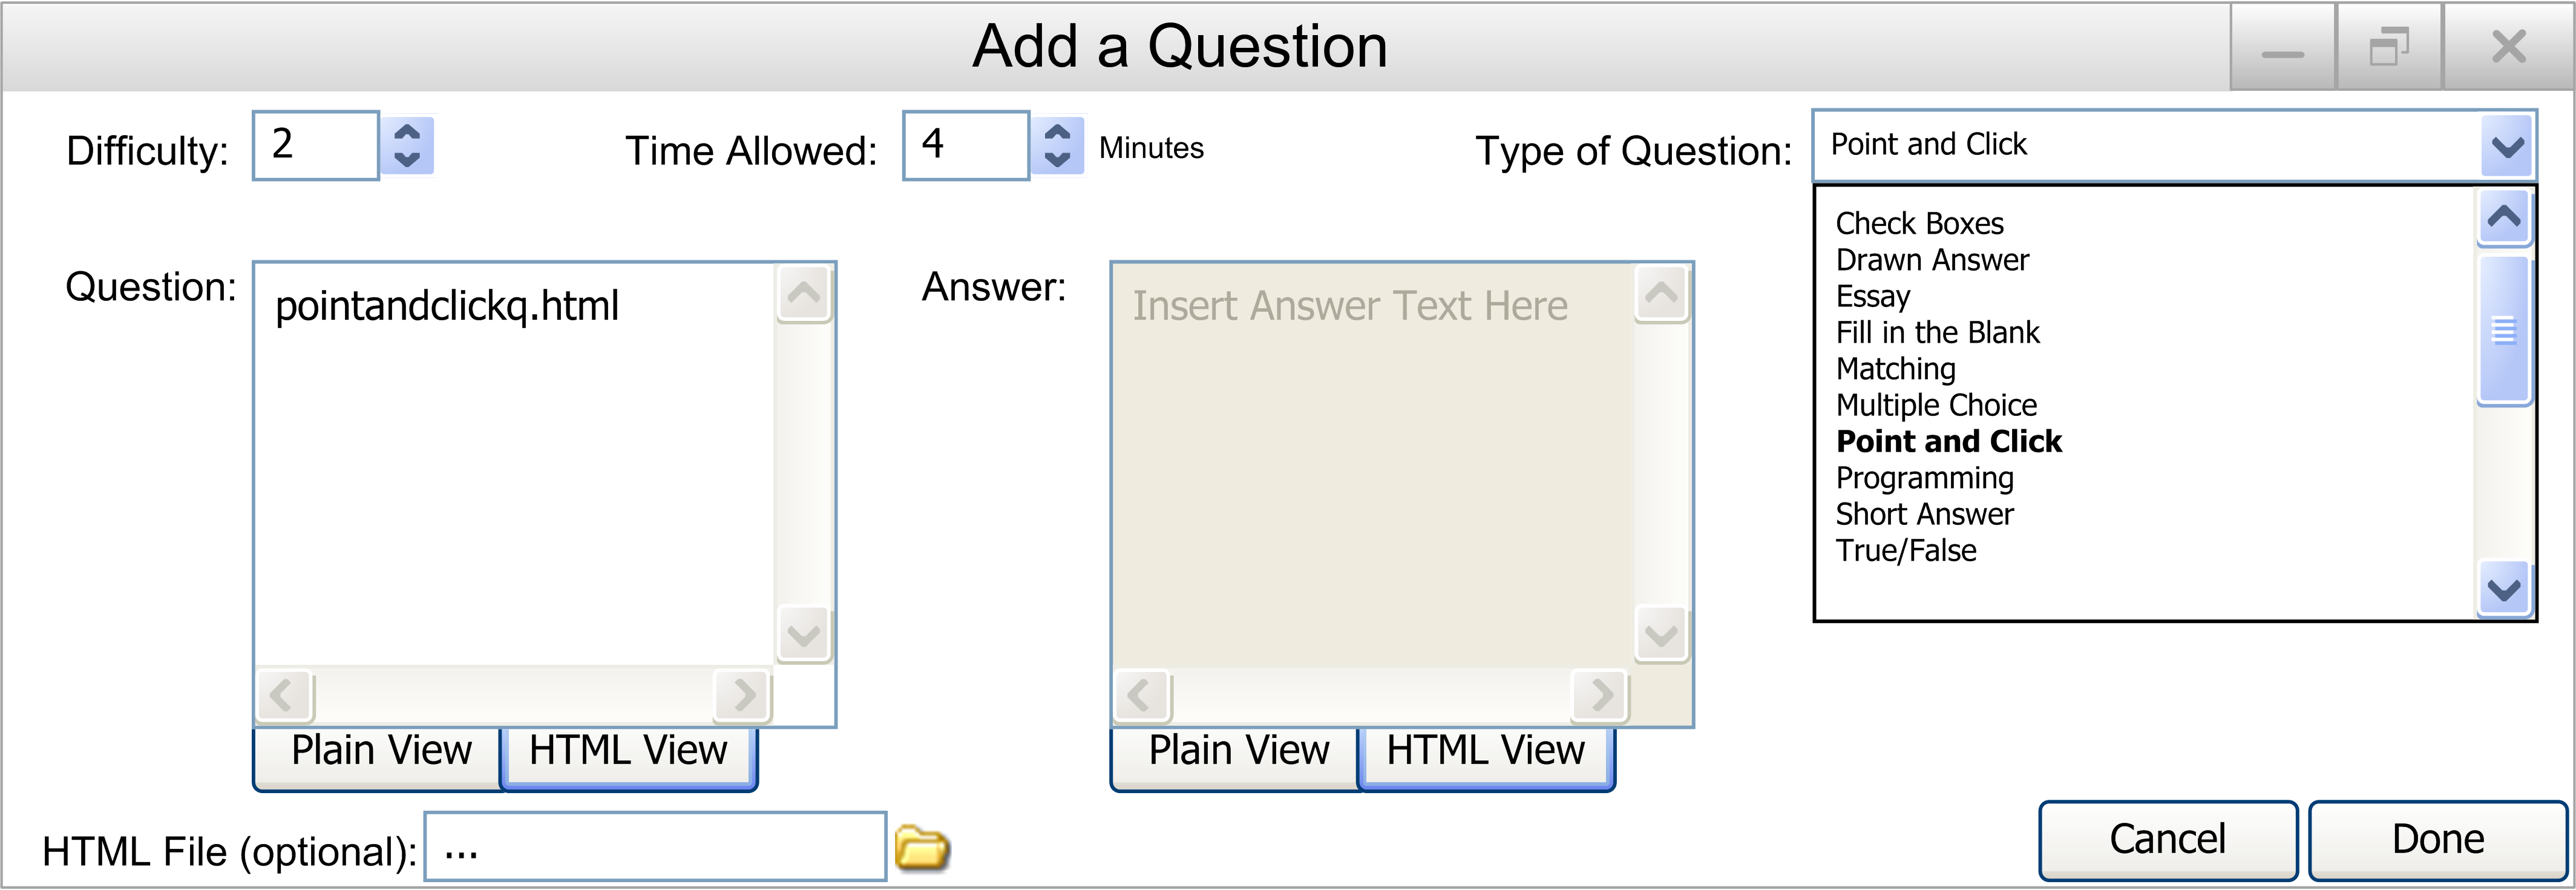 Add a Question
Difficulty: 2 Time Allowed: 4 Minutes Type of Question: Point and Click
Question: pointandclickq.html
Answer: Insert Answer Text Here
Check Boxes
Drawn Answer
Essay
Fill in the Blank
Matching
Multiple Choice
Point and Click
Programming
Short Answer
True/False
Plain View HTML View
Plain View HTML View
HTML File (optional): ...
Cancel Done